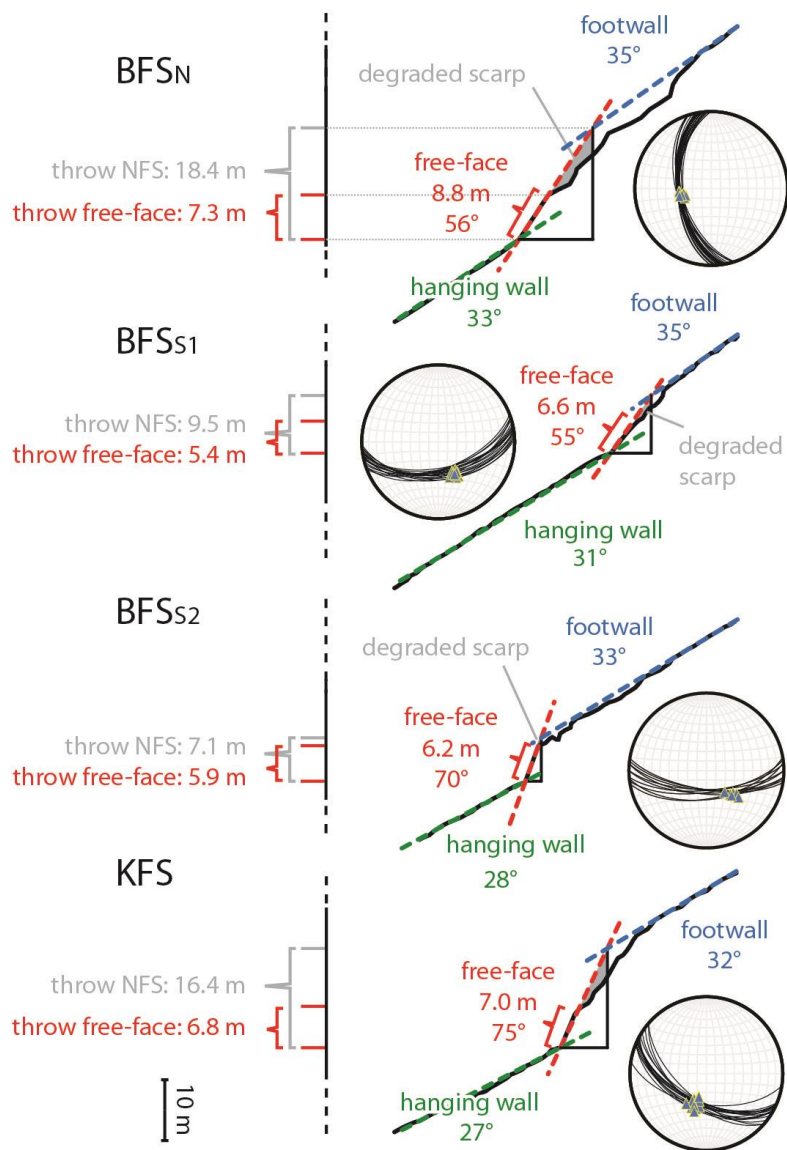 BFSN
footwall
35°
degraded scarp
free-face
8.8 m
56°
throw NFS: 18.4 m
throw free-face: 7.3 m
hanging wall
33°
BFSS1
footwall
35°
free-face
6.6 m
55°
throw NFS: 9.5 m
throw free-face: 5.4 m
degraded
scarp
hanging wall
31°
BFSS2
footwall
33°
degraded scarp
free-face
6.2 m
70°
throw NFS: 7.1 m
throw free-face: 5.9 m
hanging wall
28°
KFS
footwall
32°
free-face
7.0 m
75°
throw NFS: 16.4 m
throw free-face: 6.8 m
hanging wall
27°
10 m